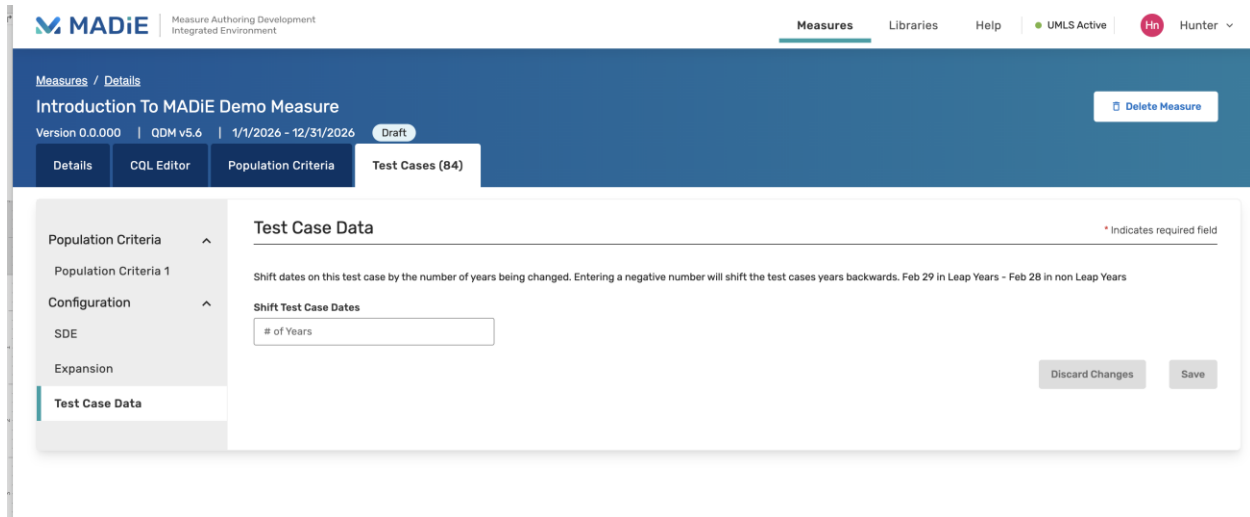 MADiE
Measure Authoring Development
Integrated Environment
Measures Libraries Help UMLS Active Hn Hunter
Measures / Details
Introduction To MADiE Demo Measure
Delete Measure
Version 0.0.000 | QDM v5.6 | 1/1/2026 - 12/31/2026 Draft
Details CQL Editor Population Criteria Test Cases (84)
Population Criteria
Population Criteria 1
Configuration
SDE
Expansion
Test Case Data
Test Case Data
* Indicates required field
Shift dates on this test case by the number of years being changed. Entering a negative number will shift the test cases years backwards. Feb 29 in Leap Years - Feb 28 in non Leap Years
Shift Test Case Dates
# of Years
Discard Changes Save